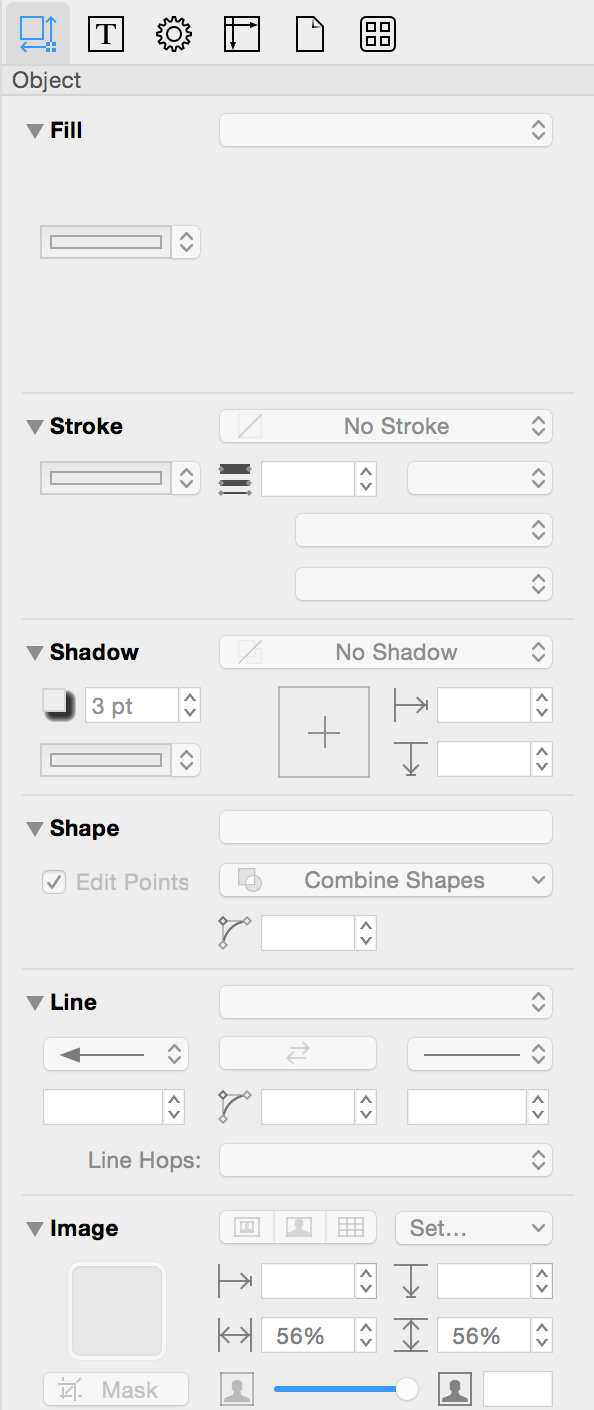 T
Object
Fill
Stroke
No Stroke
Shadow
No Shadow
3 pt
Shape
Edit Points
Combine Shapes
Line
Line Hops:
Image
Set...
56%
56%
Mask